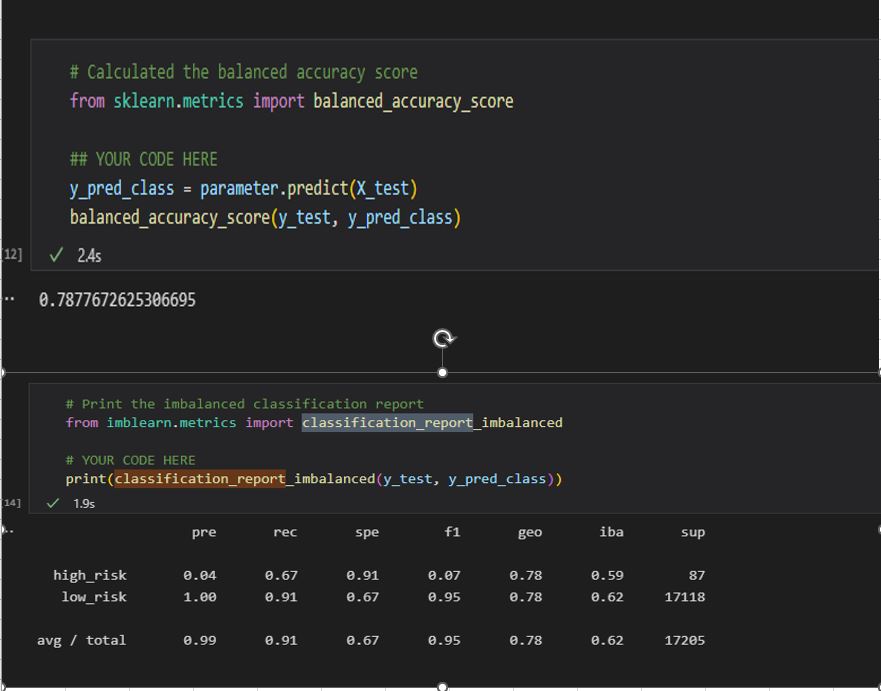 # Calculated the balanced accuracy score
from sklearn.metrics import balanced_accuracy_score
## YOUR CODE HERE
y_pred_class = parameter.predict(X_test)
balanced_accuracy_score(y_test, y_pred_class)
12] ✓ 2.4s
0.7877672625306695
# Print the imbalanced classification report
from imblearn.metrics import classification_report_imbalanced
# YOUR CODE HERE
print(classification_report_imbalanced(y_test, y_pred_class))
14] ✓ 1.9s
pre rec spe f1 geo iba sup
high_risk 0.04 0.67 0.91 0.07 0.78 0.59 87
low_risk 1.00 0.91 0.67 0.95 0.78 0.62 17118
avg / total 0.99 0.91 0.67 0.95 0.78 0.62 17205